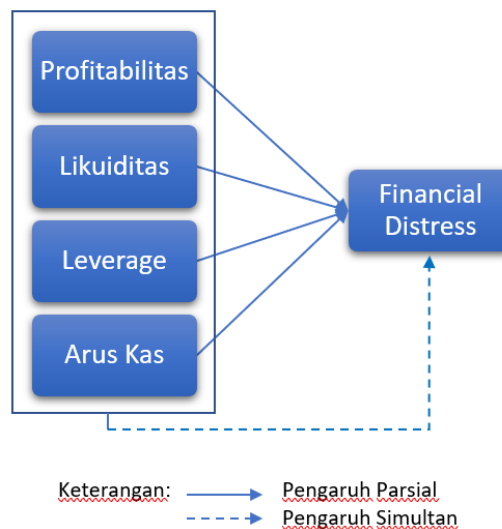 Profitabilitas
Likuiditas
Leverage
Arus Kas
Financial
Distress
Keterangan:
Pengaruh Parsial
Pengaruh Simultan